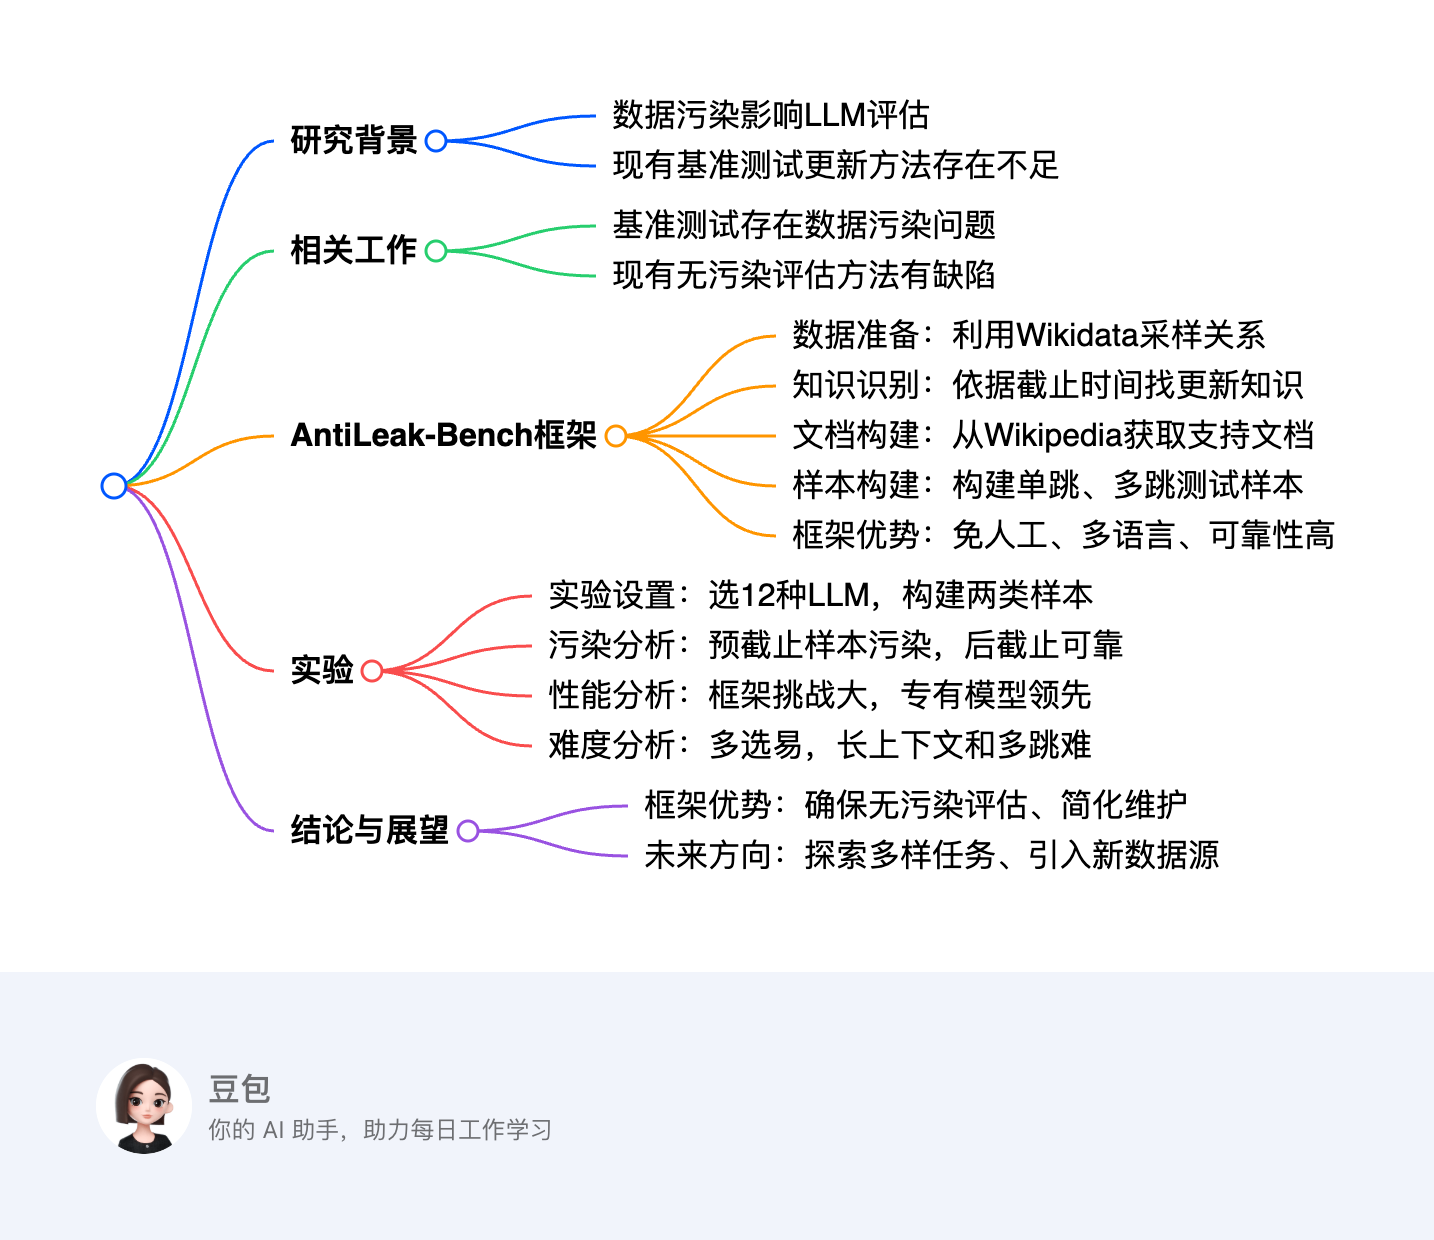 研究背景
数据污染影响LLM评估
现有基准测试更新方法存在不足
相关工作
基准测试存在数据污染问题
现有无污染评估方法有缺陷
AntiLeak-Bench框架
数据准备：利用Wikidata采样关系
知识识别：依据截止时间找更新知识
文档构建：从Wikipedia获取支持文档
样本构建：构建单跳、多跳测试样本
框架优势：免人工、多语言、可靠性高
实验
实验设置：选12种LLM，构建两类样本
污染分析：预截止样本污染，后截止可靠
性能分析：框架挑战大，专有模型领先
难度分析：多选易，长上下文和多跳难
结论与展望
框架优势：确保无污染评估、简化维护
未来方向：探索多样任务、引入新数据源
豆包
你的 AI 助手，助力每日工作学习